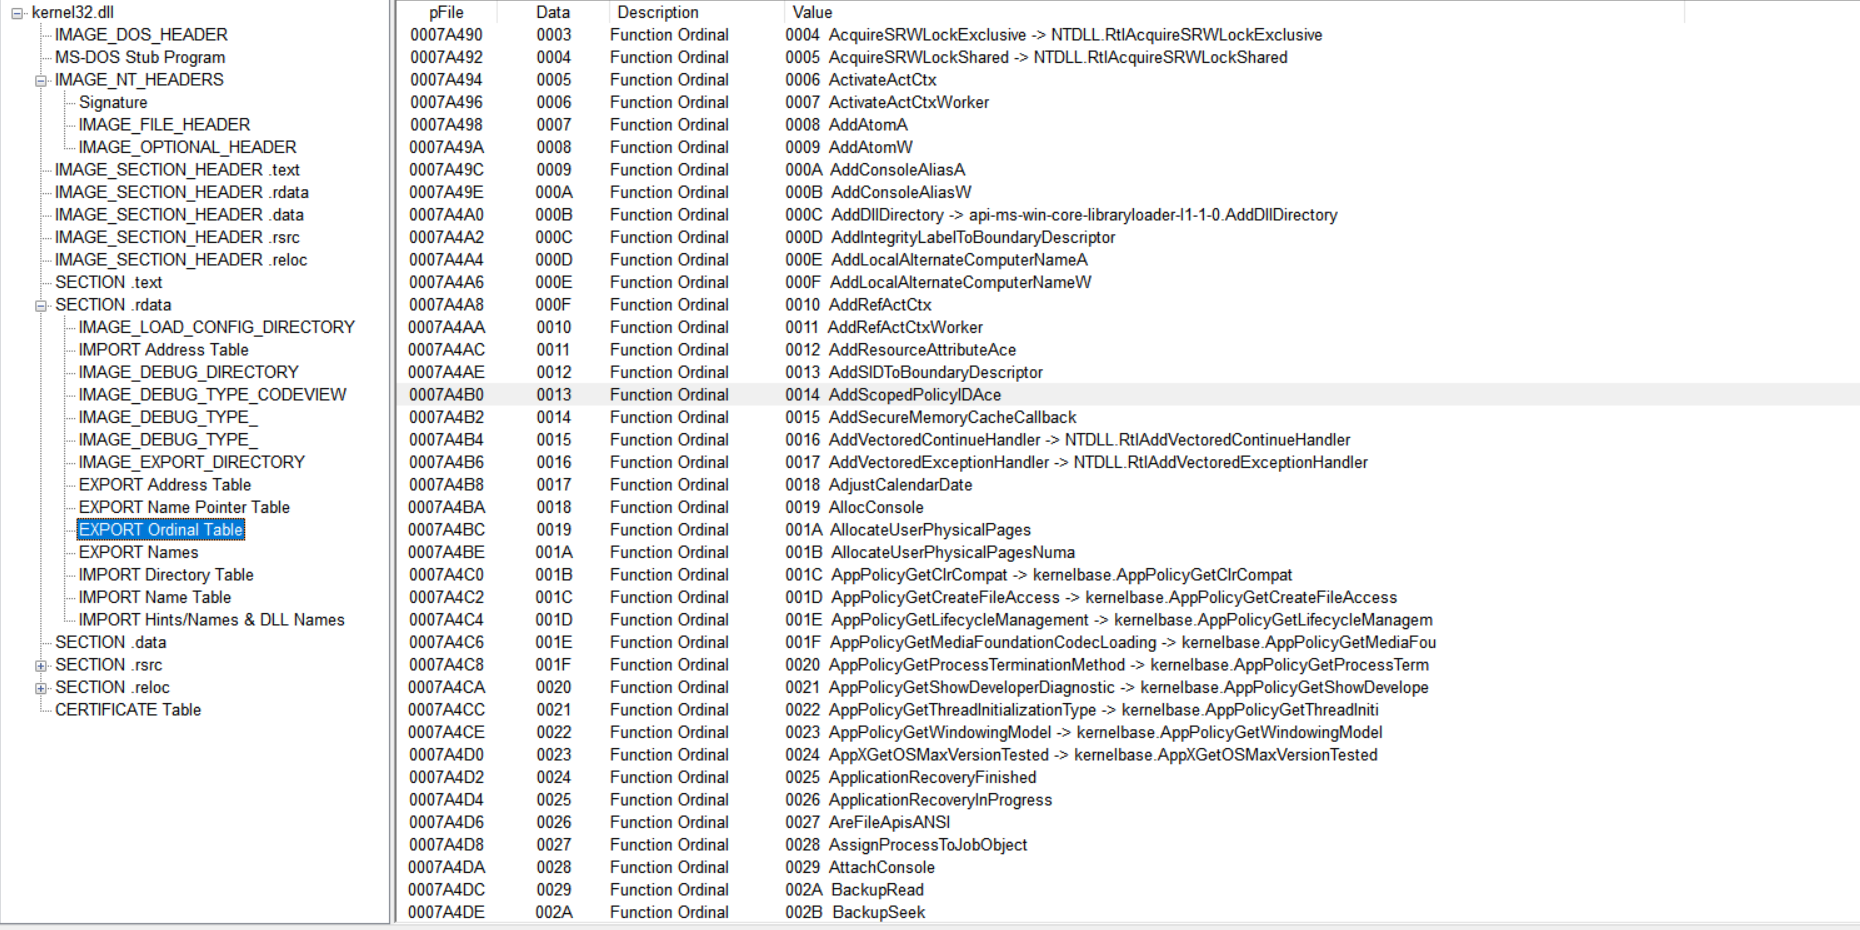 kernel32.dll
IMAGE_DOS_HEADER
MS-DOS Stub Program
IMAGE_NT_HEADERS
Signature
IMAGE_FILE_HEADER
IMAGE_OPTIONAL_HEADER
IMAGE_SECTION_HEADER .text
IMAGE_SECTION_HEADER .rdata
IMAGE_SECTION_HEADER .data
IMAGE_SECTION_HEADER .rsrc
IMAGE_SECTION_HEADER .reloc
SECTION .text
SECTION .rdata
IMAGE_LOAD_CONFIG_DIRECTORY
IMPORT Address Table
IMAGE_DEBUG_DIRECTORY
IMAGE_DEBUG_TYPE_CODEVIEW
IMAGE_DEBUG_TYPE_
IMAGE_DEBUG_TYPE_
IMAGE_EXPORT_DIRECTORY
EXPORT Address Table
EXPORT Name Pointer Table
EXPORT Ordinal Table
EXPORT Names
IMPORT Directory Table
IMPORT Name Table
IMPORT Hints/Names & DLL Names
SECTION .data
SECTION .rsrc
SECTION .reloc
CERTIFICATE Table
pFile Data Description Value
0007A490 0003 Function Ordinal 0004 AcquireSRWLockExclusive -> NTDLL.RtlAcquireSRWLockExclusive
0007A492 0004 Function Ordinal 0005 AcquireSRWLockShared -> NTDLL.RtlAcquireSRWLockShared
0007A494 0005 Function Ordinal 0006 ActivateActCtx
0007A496 0006 Function Ordinal 0007 ActivateActCtxWorker
0007A498 0007 Function Ordinal 0008 AddAtomA
0007A49A 0008 Function Ordinal 0009 AddAtomW
0007A49C 0009 Function Ordinal 000A AddConsoleAliasA
0007A49E 000A Function Ordinal 000B AddConsoleAliasW
0007A4A0 000B Function Ordinal 000C AddDllDirectory -> api-ms-win-core-libraryloader-l1-1-0.AddDllDirectory
0007A4A2 000C Function Ordinal 000D AddIntegrityLabelToBoundaryDescriptor
0007A4A4 000D Function Ordinal 000E AddLocalAlternateComputerNameA
0007A4A6 000E Function Ordinal 000F AddLocalAlternateComputerNameW
0007A4A8 000F Function Ordinal 0010 AddRefActCtx
0007A4AA 0010 Function Ordinal 0011 AddRefActCtxWorker
0007A4AC 0011 Function Ordinal 0012 AddResourceAttributeAce
0007A4AE 0012 Function Ordinal 0013 AddSIDToBoundaryDescriptor
0007A4B0 0013 Function Ordinal 0014 AddScopedPolicyIDAce
0007A4B2 0014 Function Ordinal 0015 AddSecureMemoryCacheCallback
0007A4B4 0015 Function Ordinal 0016 AddVectoredContinueHandler -> NTDLL.RtlAddVectoredContinueHandler
0007A4B6 0016 Function Ordinal 0017 AddVectoredExceptionHandler -> NTDLL.RtlAddVectoredExceptionHandler
0007A4B8 0017 Function Ordinal 0018 AdjustCalendarDate
0007A4BA 0018 Function Ordinal 0019 AllocConsole
0007A4BC 0019 Function Ordinal 001A AllocateUserPhysicalPages
0007A4BE 001A Function Ordinal 001B AllocateUserPhysicalPagesNuma
0007A4C0 001B Function Ordinal 001C AppPolicyGetClrCompat -> kernelbase.AppPolicyGetClrCompat
0007A4C2 001C Function Ordinal 001D AppPolicyGetCreateFileAccess -> kernelbase.AppPolicyGetCreateFileAccess
0007A4C4 001D Function Ordinal 001E AppPolicyGetLifecycleManagement -> kernelbase.AppPolicyGetLifecycleManagem
0007A4C6 001E Function Ordinal 001F AppPolicyGetMediaFoundationCodecLoading -> kernelbase.AppPolicyGetMediaFou
0007A4C8 001F Function Ordinal 0020 AppPolicyGetProcessTerminationMethod -> kernelbase.AppPolicyGetProcessTerm
0007A4CA 0020 Function Ordinal 0021 AppPolicyGetShowDeveloperDiagnostic -> kernelbase.AppPolicyGetShowDevelope
0007A4CC 0021 Function Ordinal 0022 AppPolicyGetThreadInitializationType -> kernelbase.AppPolicyGetThreadIniti
0007A4CE 0022 Function Ordinal 0023 AppPolicyGetWindowingModel -> kernelbase.AppPolicyGetWindowingModel
0007A4D0 0023 Function Ordinal 0024 AppXGetOSMaxVersionTested -> kernelbase.AppXGetOSMaxVersionTested
0007A4D2 0024 Function Ordinal 0025 ApplicationRecoveryFinished
0007A4D4 0025 Function Ordinal 0026 ApplicationRecoveryInProgress
0007A4D6 0026 Function Ordinal 0027 AreFileApisANSI
0007A4D8 0027 Function Ordinal 0028 AssignProcessToJobObject
0007A4DA 0028 Function Ordinal 0029 AttachConsole
0007A4DC 0029 Function Ordinal 002A BackupRead
0007A4DE 002A Function Ordinal 002B BackupSeek